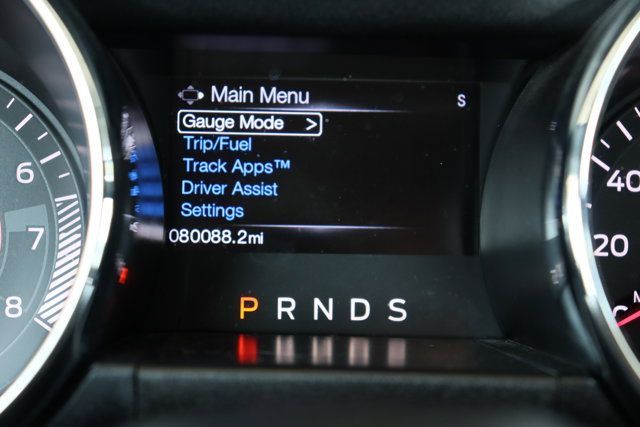 Main Menu S
Gauge Mode >
Trip/Fuel
Track Apps™
Driver Assist
Settings
080088.2mi
P R N D S
6
7
8
40
20